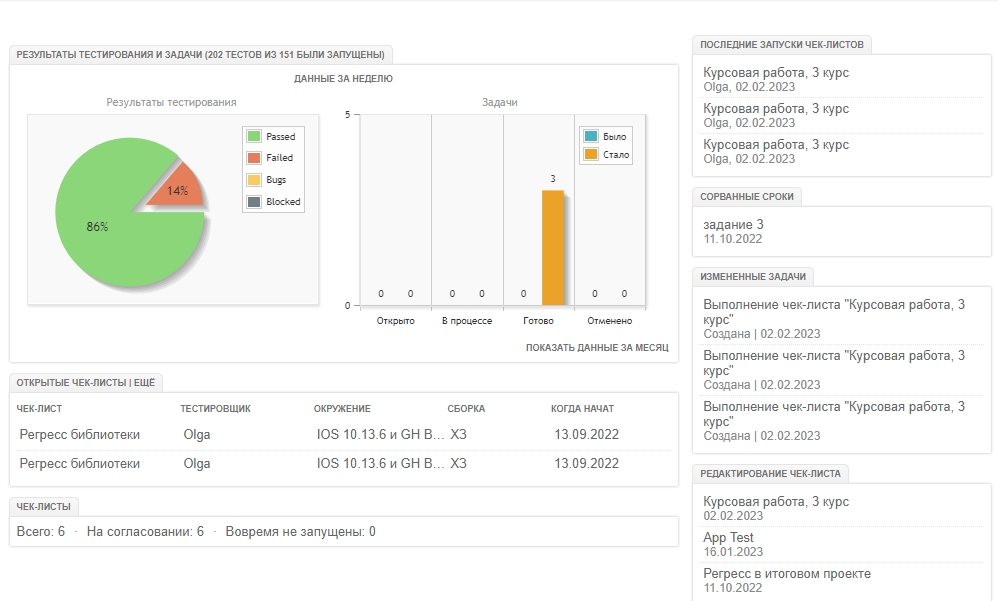 РЕЗУЛЬТАТЫ ТЕСТИРОВАНИЯ И ЗАДАЧИ (202 ТЕСТОВ ИЗ 151 БЫЛИ ЗАПУЩЕНЫ)
ДАННЫЕ ЗА НЕДЕЛЮ
Результаты тестирования
Passed
Failed
Bugs
Blocked
14%
86%
Задачи
5
0
Было
Стало
3
0 0 0 0 0 0 0
Открыто В процессе Готово Отменено
ПОКАЗАТЬ ДАННЫЕ ЗА МЕСЯЦ
ОТКРЫТЫЕ ЧЕК-ЛИСТЫ | ЕЩЁ
ЧЕК-ЛИСТ ТЕСТИРОВЩИК ОКРУЖЕНИЕ СБОРКА КОГДА НАЧАТ
Регресс библиотеки Olga IOS 10.13.6 и GH B... ХЗ 13.09.2022
Регресс библиотеки Olga IOS 10.13.6 и GH B... ХЗ 13.09.2022
ЧЕК-ЛИСТЫ
Всего: 6 · На согласовании: 6 · Вовремя не запущены: 0
ПОСЛЕДНИЕ ЗАПУСКИ ЧЕК-ЛИСТОВ
Курсовая работа, 3 курс
Olga, 02.02.2023
Курсовая работа, 3 курс
Olga, 02.02.2023
Курсовая работа, 3 курс
Olga, 02.02.2023
СОРВАННЫЕ СРОКИ
задание 3
11.10.2022
ИЗМЕНЕННЫЕ ЗАДАЧИ
Выполнение чек-листа "Курсовая работа, 3
курс"
Создана | 02.02.2023
Выполнение чек-листа "Курсовая работа, 3
курс"
Создана | 02.02.2023
Выполнение чек-листа "Курсовая работа, 3
курс"
Создана | 02.02.2023
РЕДАКТИРОВАНИЕ ЧЕК-ЛИСТА
Курсовая работа, 3 курс
02.02.2023
App Test
16.01.2023
Регресс в итоговом проекте
11.10.2022